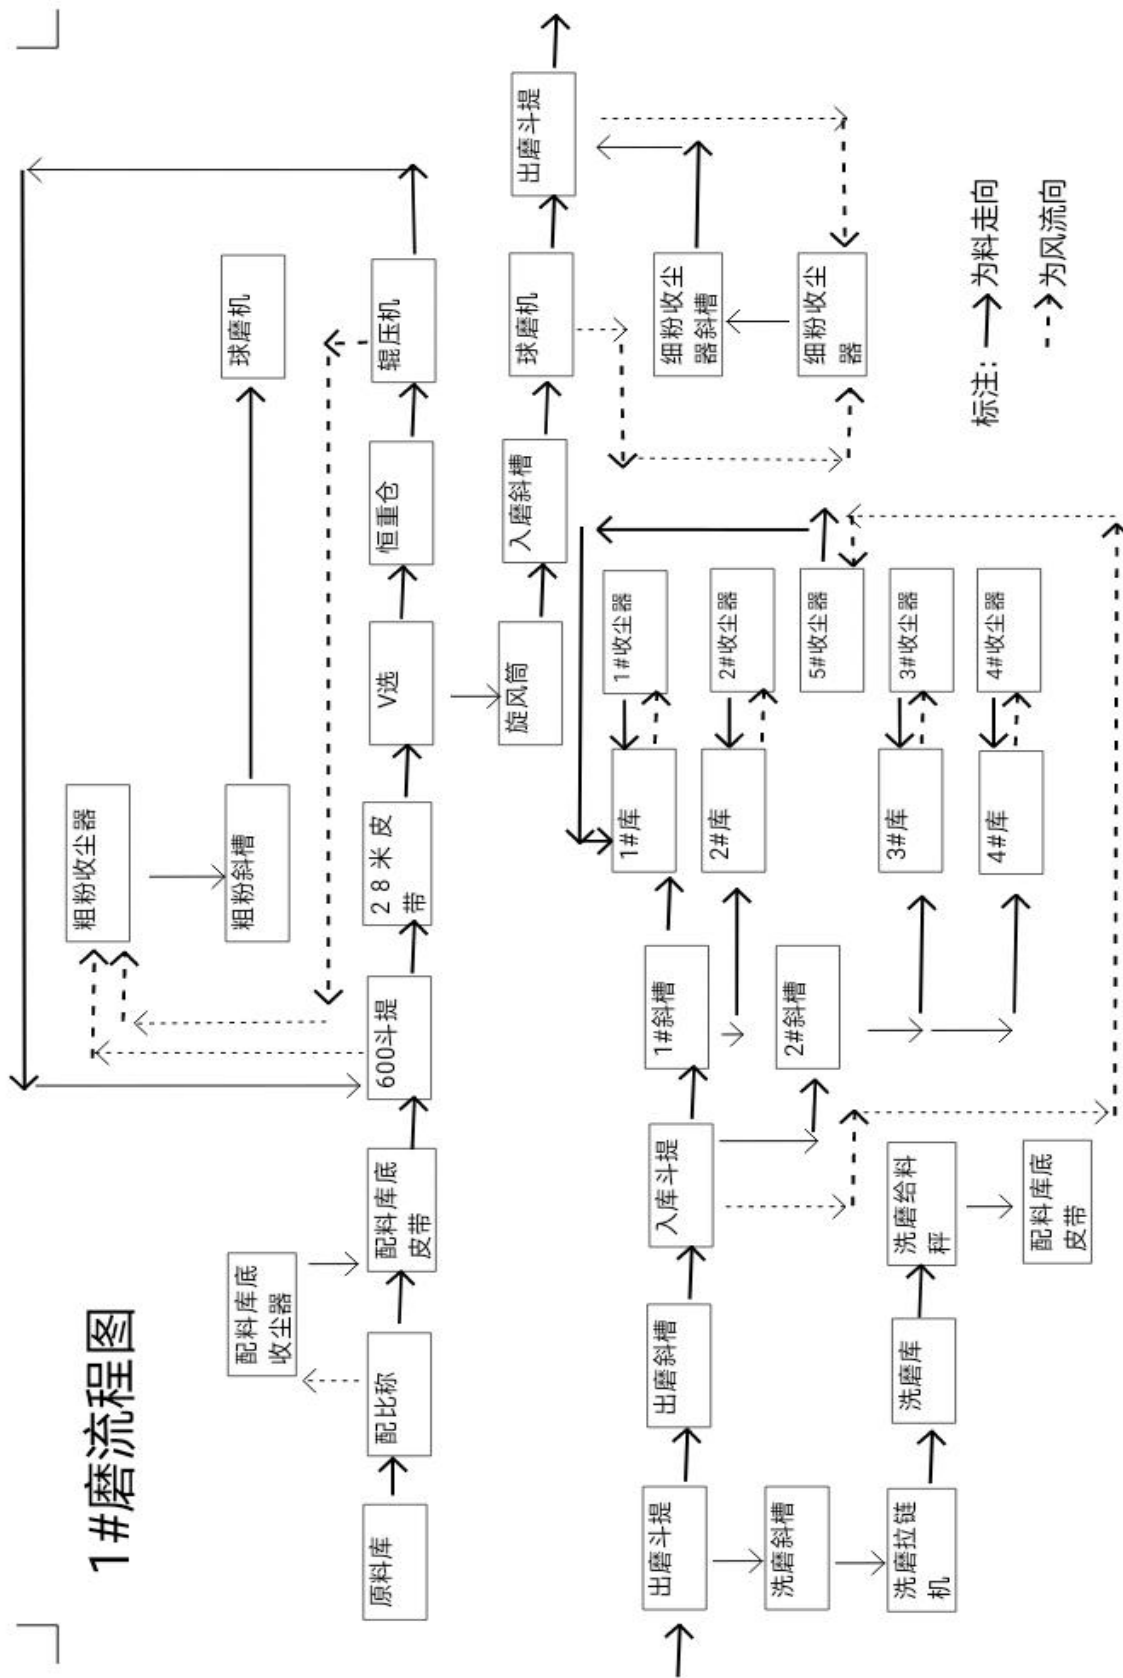 1#磨流程图
粗粉收尘器
粗粉斜槽
球磨机
配料库底
收尘器
原料库
配比称
配料库底
皮带
600斗提
28米皮
带
V选
恒重仓
辊压机
旋风筒
入磨斜槽
球磨机
出磨斗提
细粉收尘
器斜槽
细粉收尘
器
出磨斗提
出磨斜槽
入库斗提
1#斜槽
1#库
1#收尘器
2#库
2#收尘器
洗磨斜槽
2#斜槽
5#收尘器
洗磨拉链
机
洗磨库
洗磨给料
秤
3#库
3#收尘器
配料库底
皮带
4#库
4#收尘器
标注：为料走向
为风流向